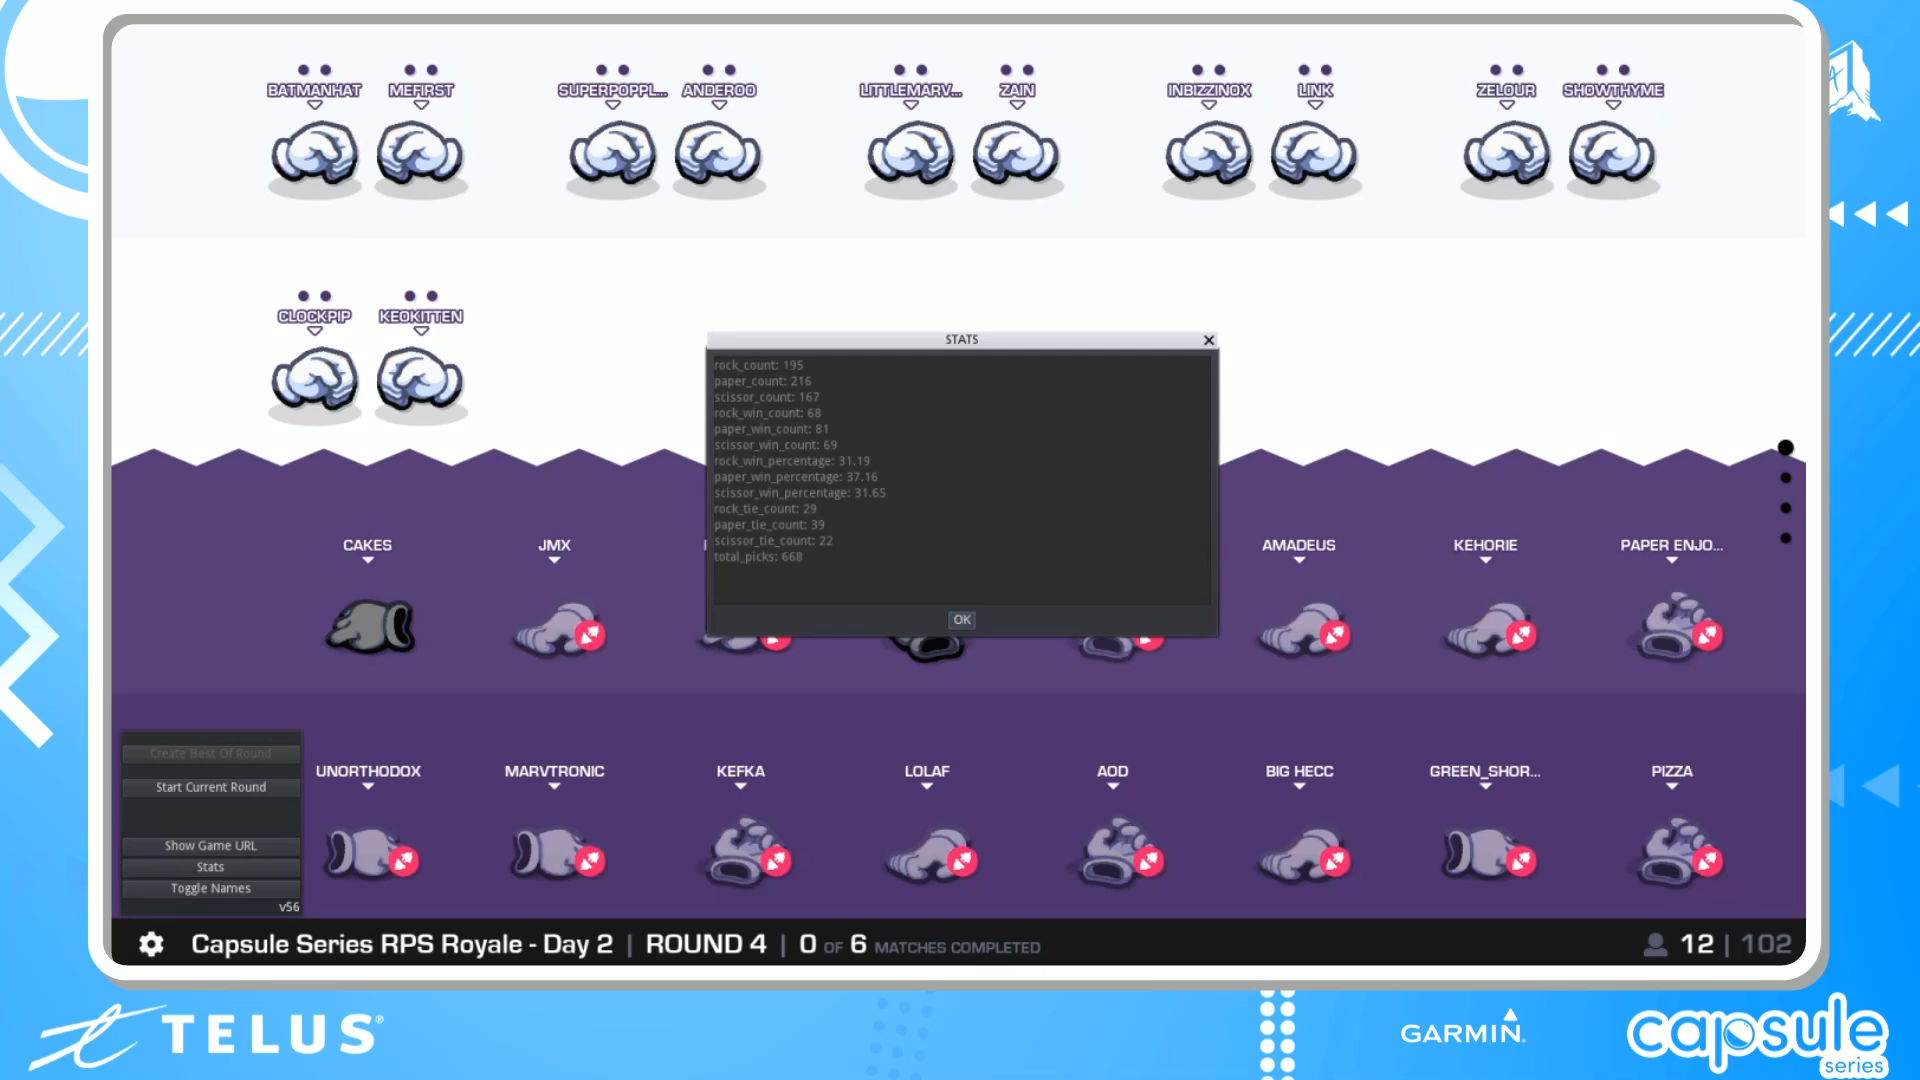 BATMANHAT
MEFIRST
SUPERPOPPL...
ANDEROO
LITTLEMARV...
ZAIN
INBIZZINOX
LINK
ZELOUR
SHOWTHYME
CLOCKPIP
KEOKITTEN
STATS
rock_count: 195
paper_count: 216
scissor_count: 167
rock_win_count: 68
paper_win_count: 81
scissor_win_count: 69
rock_win_percentage: 31.19
paper_win_percentage: 37.16
scissor_win_percentage: 31.65
rock_tie_count: 29
paper_tie_count: 39
scissor_tie_count: 22
total_picks: 668
OK
CAKES
JMX
AMADEUS
KEHORIE
PAPER ENJO...
Create Best Of Round
Start Current Round
Show Game URL
Stats
Toggle Names
v56
UNORTHODOX
MARVTRONIC
KEFKA
LOLAF
AOD
BIG HECC
GREEN_SHOR...
PIZZA
Capsule Series RPS Royale - Day 2 | ROUND 4 | 0 OF 6 MATCHES COMPLETED
12 | 102
TELUS®
GARMIN.
capsule
series